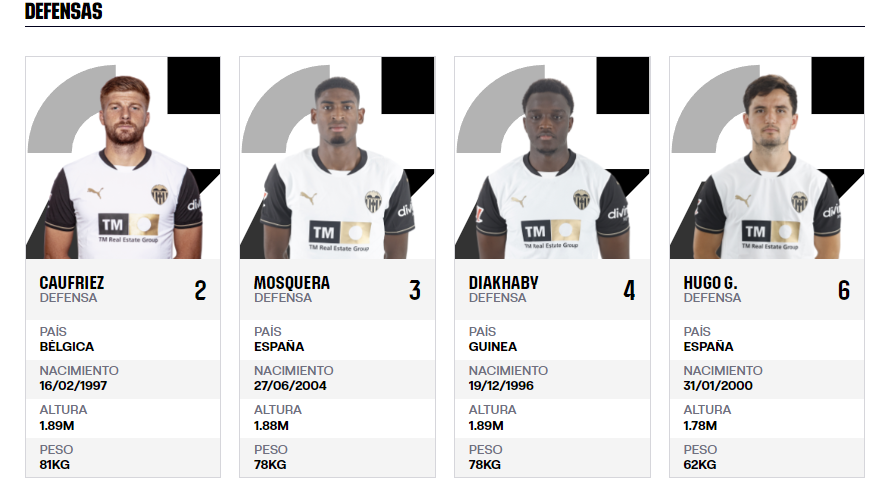 DEFENSAS
TM
TM Real Estate Group
CAUFRIEZ
DEFENSA
2
PAÍS
BÉLGICA
NACIMIENTO
16/02/1997
ALTURA
1.89M
PESO
81KG
TM
TM Real Estate Group
MOSQUERA
DEFENSA
3
PAÍS
ESPAÑA
NACIMIENTO
27/06/2004
ALTURA
1.88M
PESO
78KG
TM
TM Real Estate Group
DIAKHABY
DEFENSA
4
PAÍS
GUINEA
NACIMIENTO
19/12/1996
ALTURA
1.89M
PESO
78KG
TM
TM Real Estate Group
HUGO G.
DEFENSA
6
PAÍS
ESPAÑA
NACIMIENTO
31/01/2000
ALTURA
1.78M
PESO
62KG